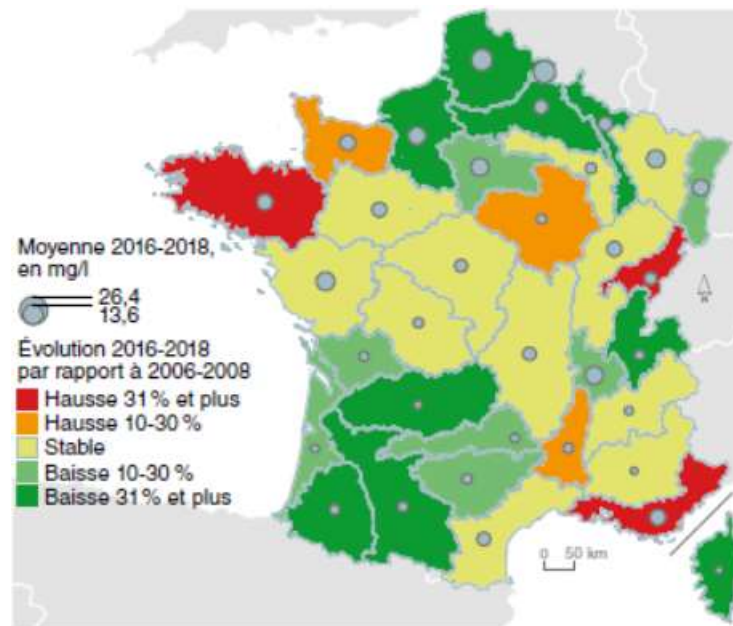 Moyenne 2016-2018,
en mg/l
26,4
13,6
Évolution 2016-2018
par rapport à 2006-2008
Hausse 31 % et plus
Hausse 10-30 %
Stable
Baisse 10-30 %
Baisse 31 % et plus
N
0 50 km